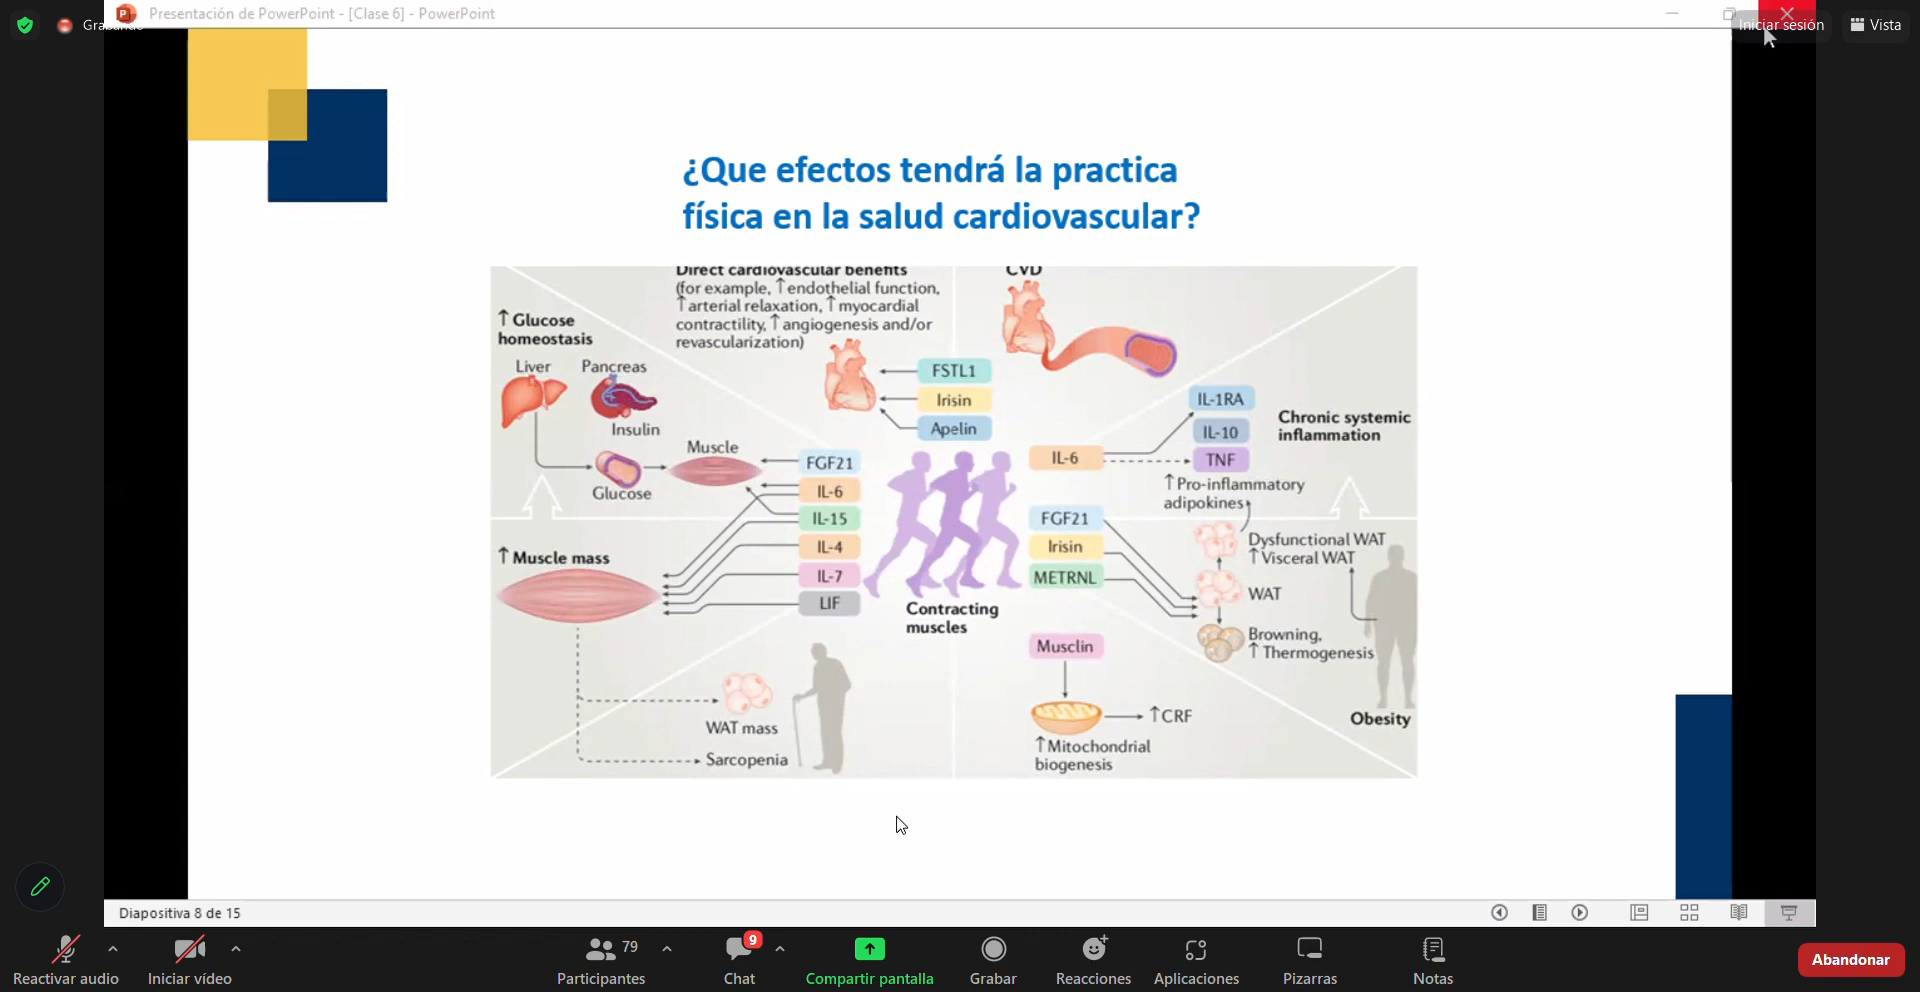 Presentación de PowerPoint - [Clase 6] - PowerPoint
Grabando
Iniciar sesión
Vista
¿Que efectos tendrá la practica
física en la salud cardiovascular?
Direct cardiovascular benefits
(for example, ↑endothelial function,
↑arterial relaxation, ↑myocardial
contractility, ↑angiogenesis and/or
revascularization)
CVD
↑Glucose
homeostasis
Liver
Pancreas
Insulin
Muscle
Glucose
FSTL1
Irisin
Apelin
FGF21
IL-6
IL-15
IL-4
IL-7
LIF
↑Muscle mass
Contracting
muscles
WAT mass
Sarcopenia
IL-6
IL-1RA
IL-10
TNF
Chronic systemic
inflammation
↑Pro-inflammatory
adipokines
FGF21
Irisin
METRNL
Dysfunctional WAT
↑Visceral WAT
WAT
Browning,
↑Thermogenesis
Obesity
Musclin
↑CRF
↑Mitochondrial
biogenesis
Diapositiva 8 de 15
Reactivar audio
Iniciar vídeo
79
Participantes
9
Chat
Compartir pantalla
Grabar
Reacciones
Aplicaciones
Pizarras
Notas
Abandonar